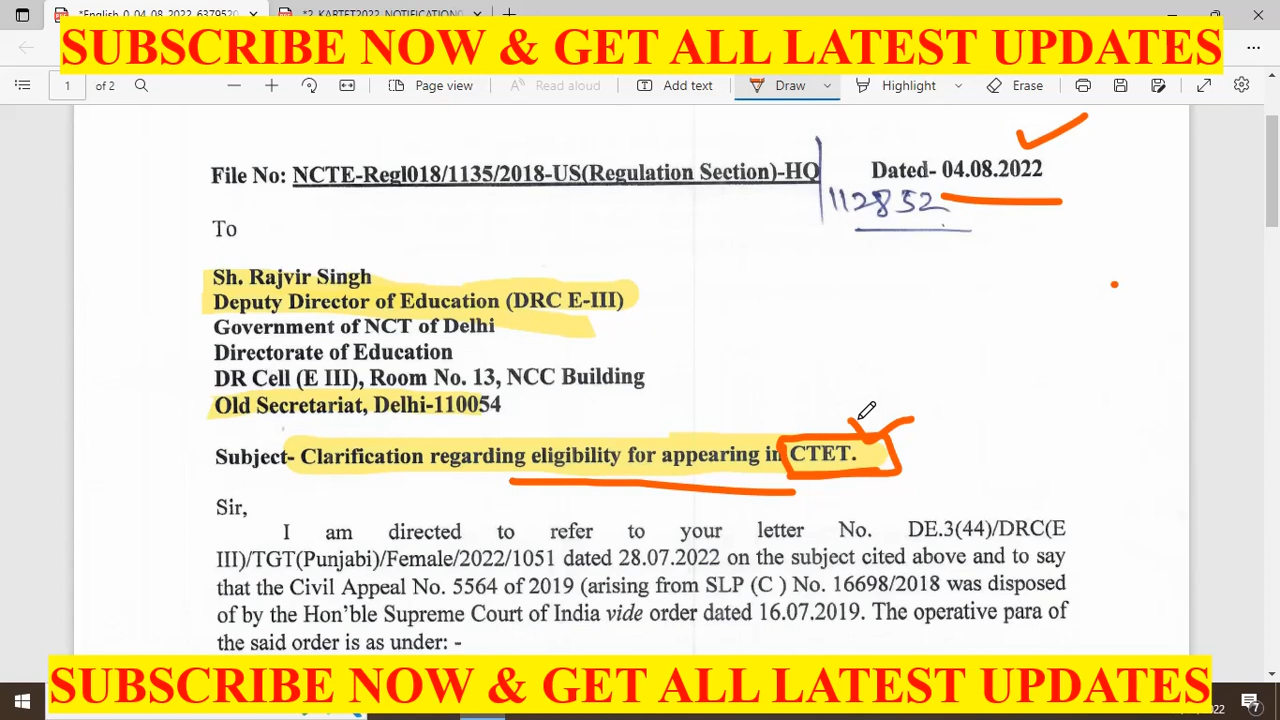 SUBSCRIBE NOW & GET ALL LATEST UPDATES
1 of 2
Page view
Read aloud
Add text
Draw
Highlight
Erase
File No: NCTE-Regl018/1135/2018-US(Regulation Section)-HQ
Dated- 04.08.2022
112852
To
Sh. Rajvir Singh
Deputy Director of Education (DRC E-III)
Government of NCT of Delhi
Directorate of Education
DR Cell (E III), Room No. 13, NCC Building
Old Secretariat, Delhi-110054
Subject- Clarification regarding eligibility for appearing in CTET.
Sir,
I am directed to refer to your letter No. DE.3(44)/DRC(E
III)/TGT(Punjabi)/Female/2022/1051 dated 28.07.2022 on the subject cited above and to say
that the Civil Appeal No. 5564 of 2019 (arising from SLP (C ) No. 16698/2018 was disposed
of by the Hon'ble Supreme Court of India vide order dated 16.07.2019. The operative para of
the said order is as under: -
SUBSCRIBE NOW & GET ALL LATEST UPDATES